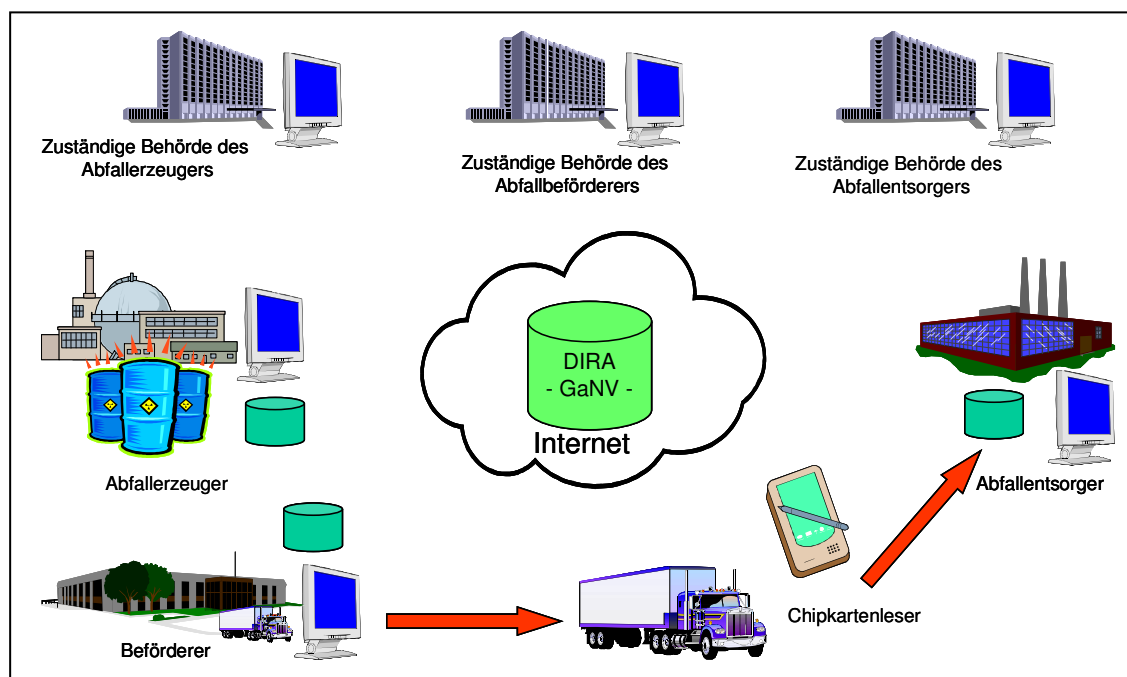 Zuständige Behörde des
Abfallerzeugers
Zuständige Behörde des
Abfallbeförderers
Zuständige Behörde des
Abfallentsorgers
DIRA
- GaNV -
Internet
Abfallerzeuger
Abfallentsorger
Chipkartenleser
Beförderer